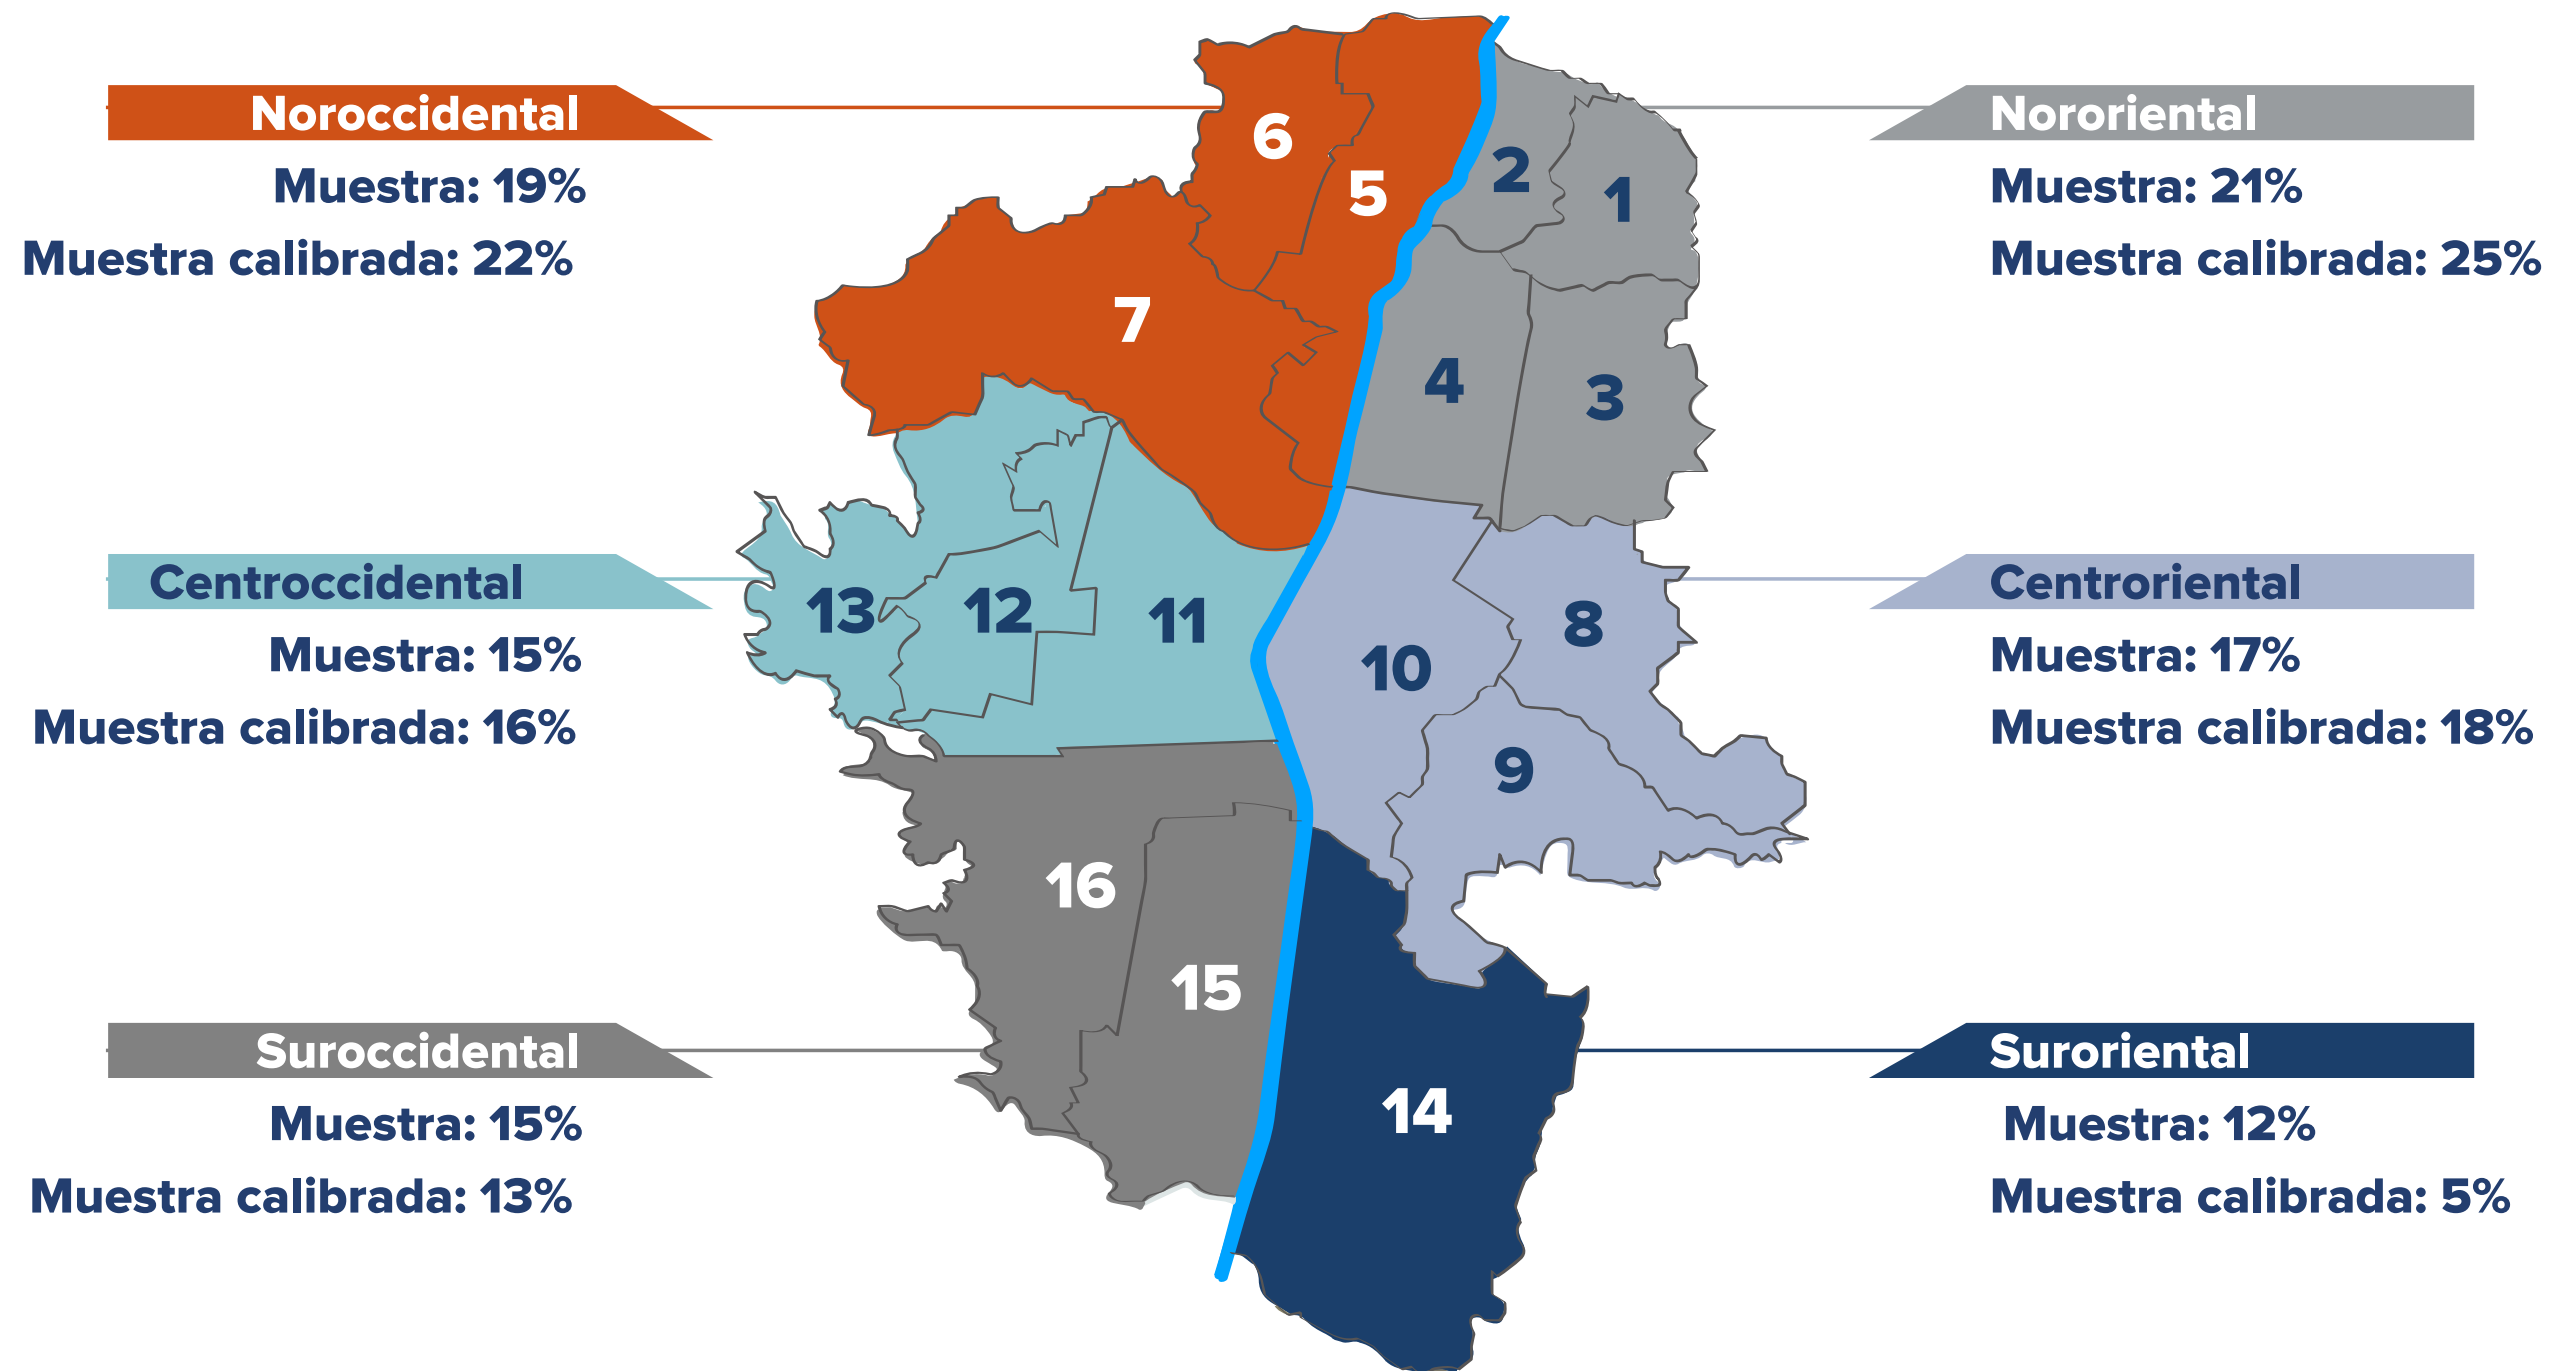 Noroccidental
Muestra: 19%
Muestra calibrada: 22%
Nororiental
Muestra: 21%
Muestra calibrada: 25%
Centroccidental
Muestra: 15%
Muestra calibrada: 16%
Centroriental
Muestra: 17%
Muestra calibrada: 18%
Suroccidental
Muestra: 15%
Muestra calibrada: 13%
Suroriental
Muestra: 12%
Muestra calibrada: 5%
6
5
2
1
7
4
3
13
12
11
10
8
9
16
15
14